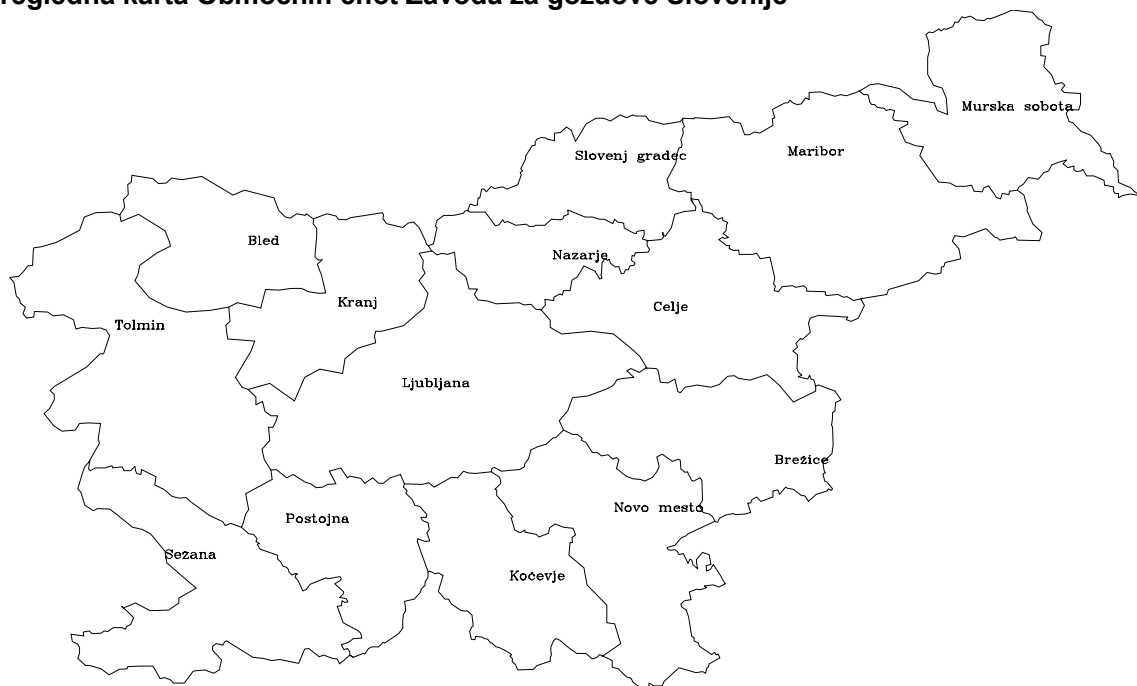 karta Območnih enot Zavoda za gozdove Slovenije
Murska sobota
Maribor
Slovenj gradec
Bled
Nazarje
Kranj
Celje
Tolmin
Ljubljana
Brežice
Novo mesto
Postojna
Sežana
Kočevje